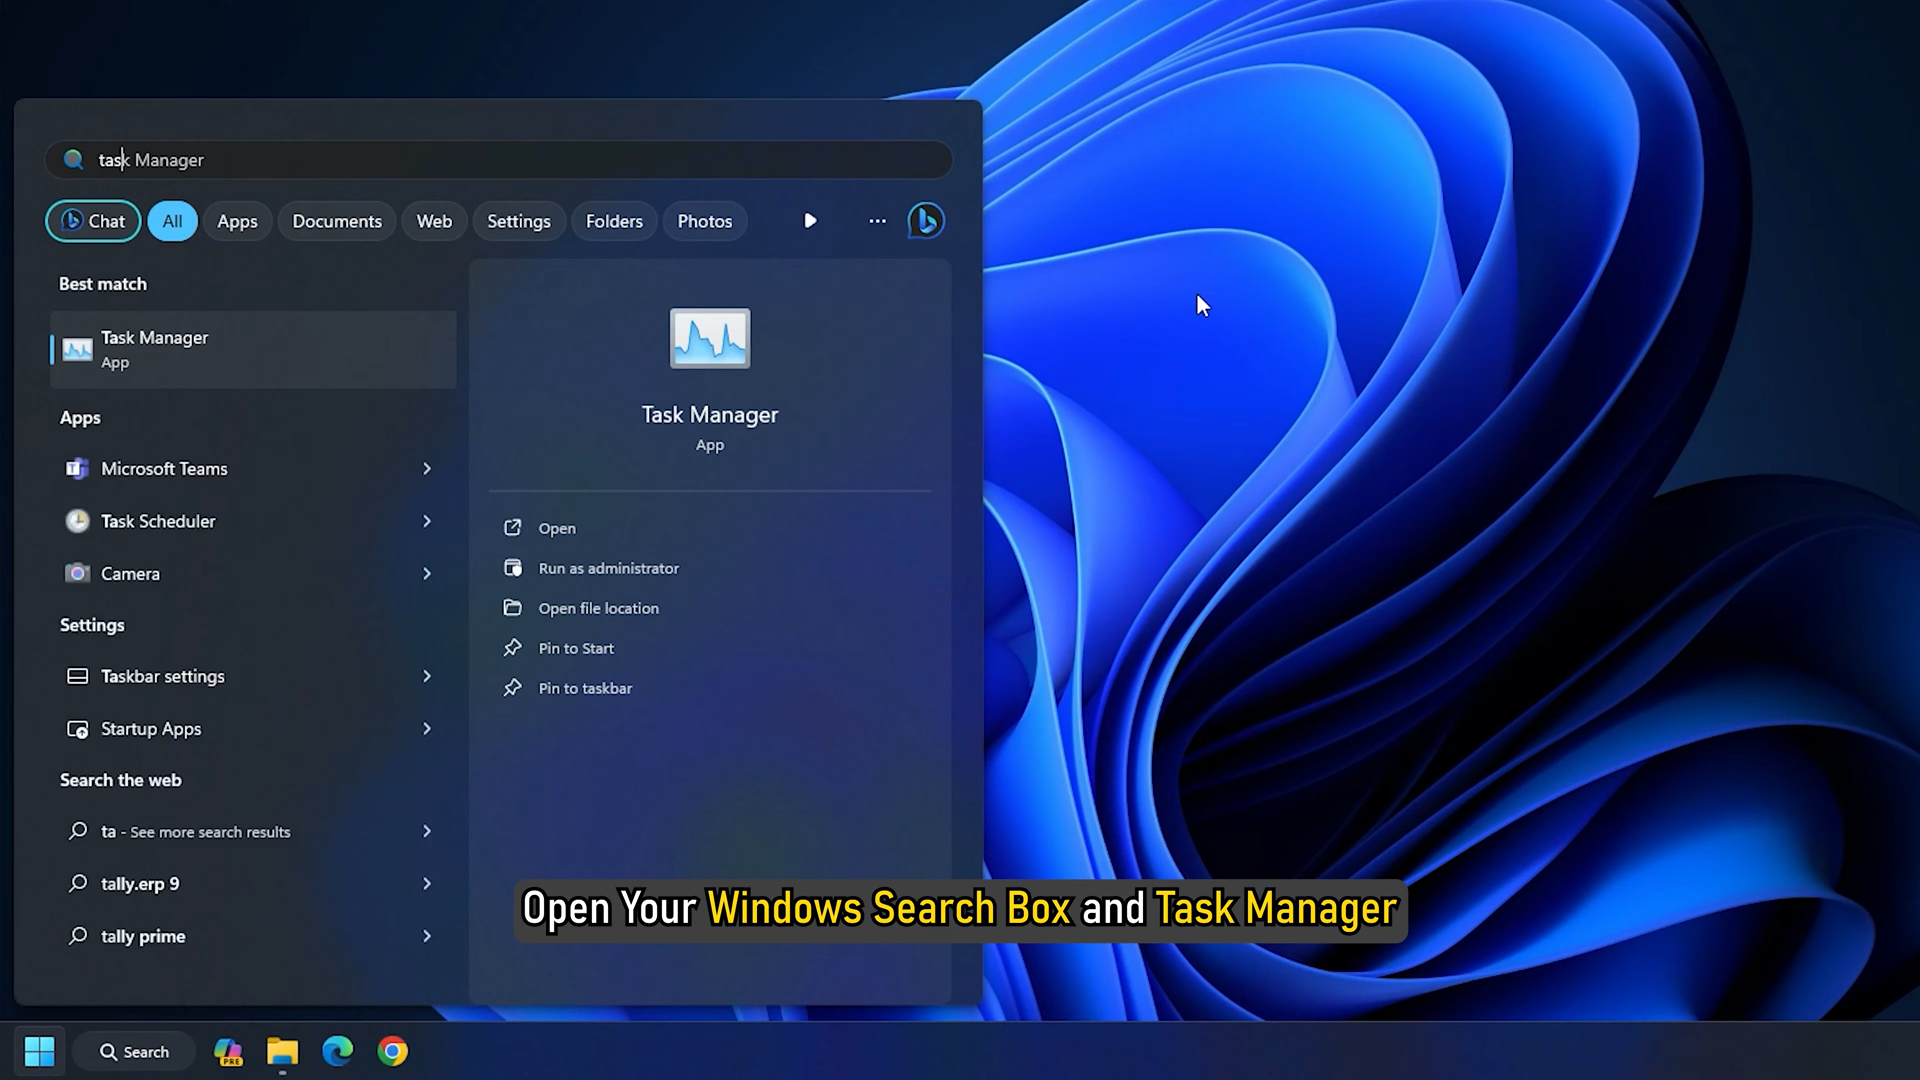 task Manager
Chat
All
Apps
Documents
Web
Settings
Folders
Photos
Best match
Task Manager
App
Apps
Microsoft Teams
Task Scheduler
Camera
Settings
Taskbar settings
Startup Apps
Search the web
ta - See more search results
tally.erp 9
tally prime
Task Manager
App
Open
Run as administrator
Open file location
Pin to Start
Pin to taskbar
Open Your Windows Search Box and Task Manager
Search
PRE